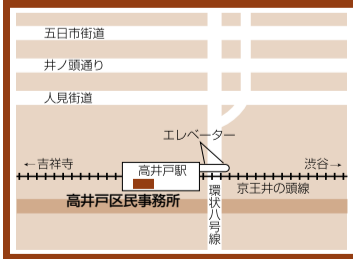 五日市街道
井ノ頭通り
人見街道
エレベーター
←吉祥寺
渋谷→
高井戸駅
京王井の頭線
高井戸区民事務所
環状八号線